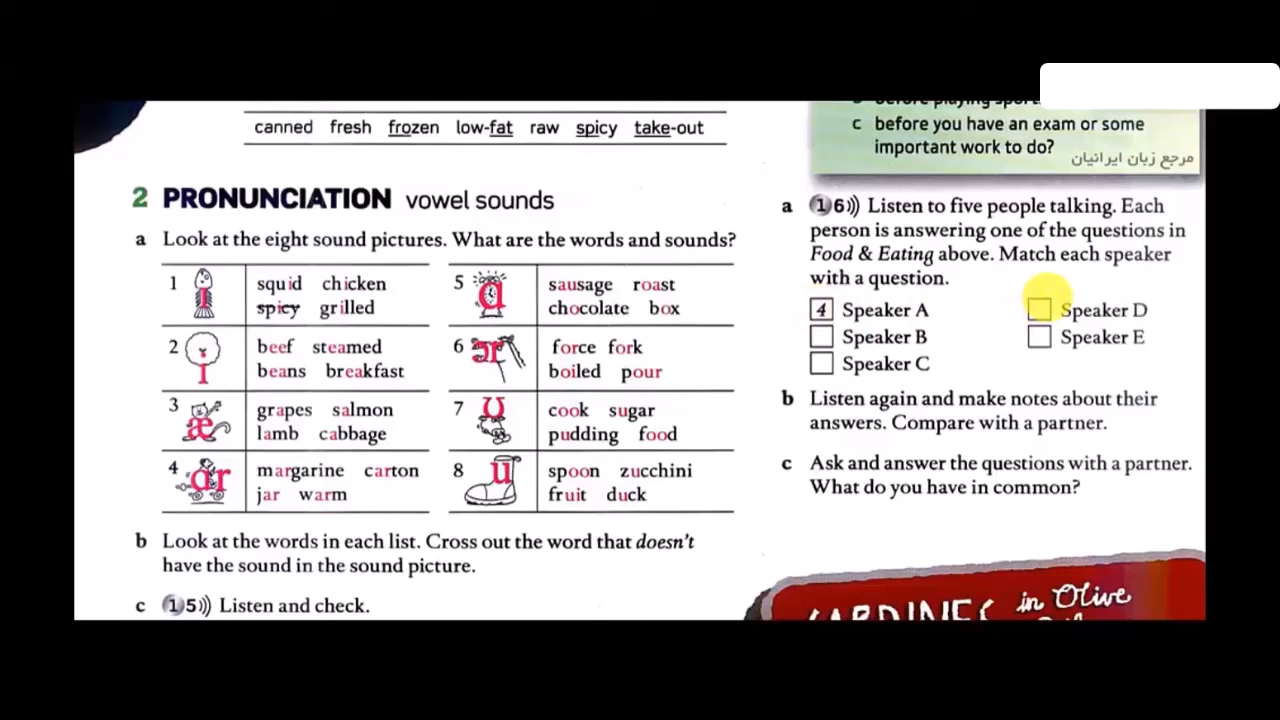 canned fresh frozen low-fat raw spicy take-out
2 PRONUNCIATION vowel sounds
a Look at the eight sound pictures. What are the words and sounds?
1 ɪ squid chicken
spicy grilled
2 i beef steamed
beans breakfast
3 æ grapes salmon
lamb cabbage
4 ɑr margarine carton
jar warm
5 ɑ sausage roast
chocolate box
6 ɔr force fork
boiled pour
7 ʊ cook sugar
pudding food
8 u spoon zucchini
fruit duck
b Look at the words in each list. Cross out the word that doesn't
have the sound in the sound picture.
c 1 5 Listen and check.
before playing
c before you have an exam or some
important work to do?
مرجع زبان ایرانیان
a 1 6 Listen to five people talking. Each
person is answering one of the questions in
Food & Eating above. Match each speaker
with a question.
4 Speaker A
Speaker B
Speaker C
Speaker D
Speaker E
b Listen again and make notes about their
answers. Compare with a partner.
c Ask and answer the questions with a partner.
What do you have in common?
SARDINES in Olive